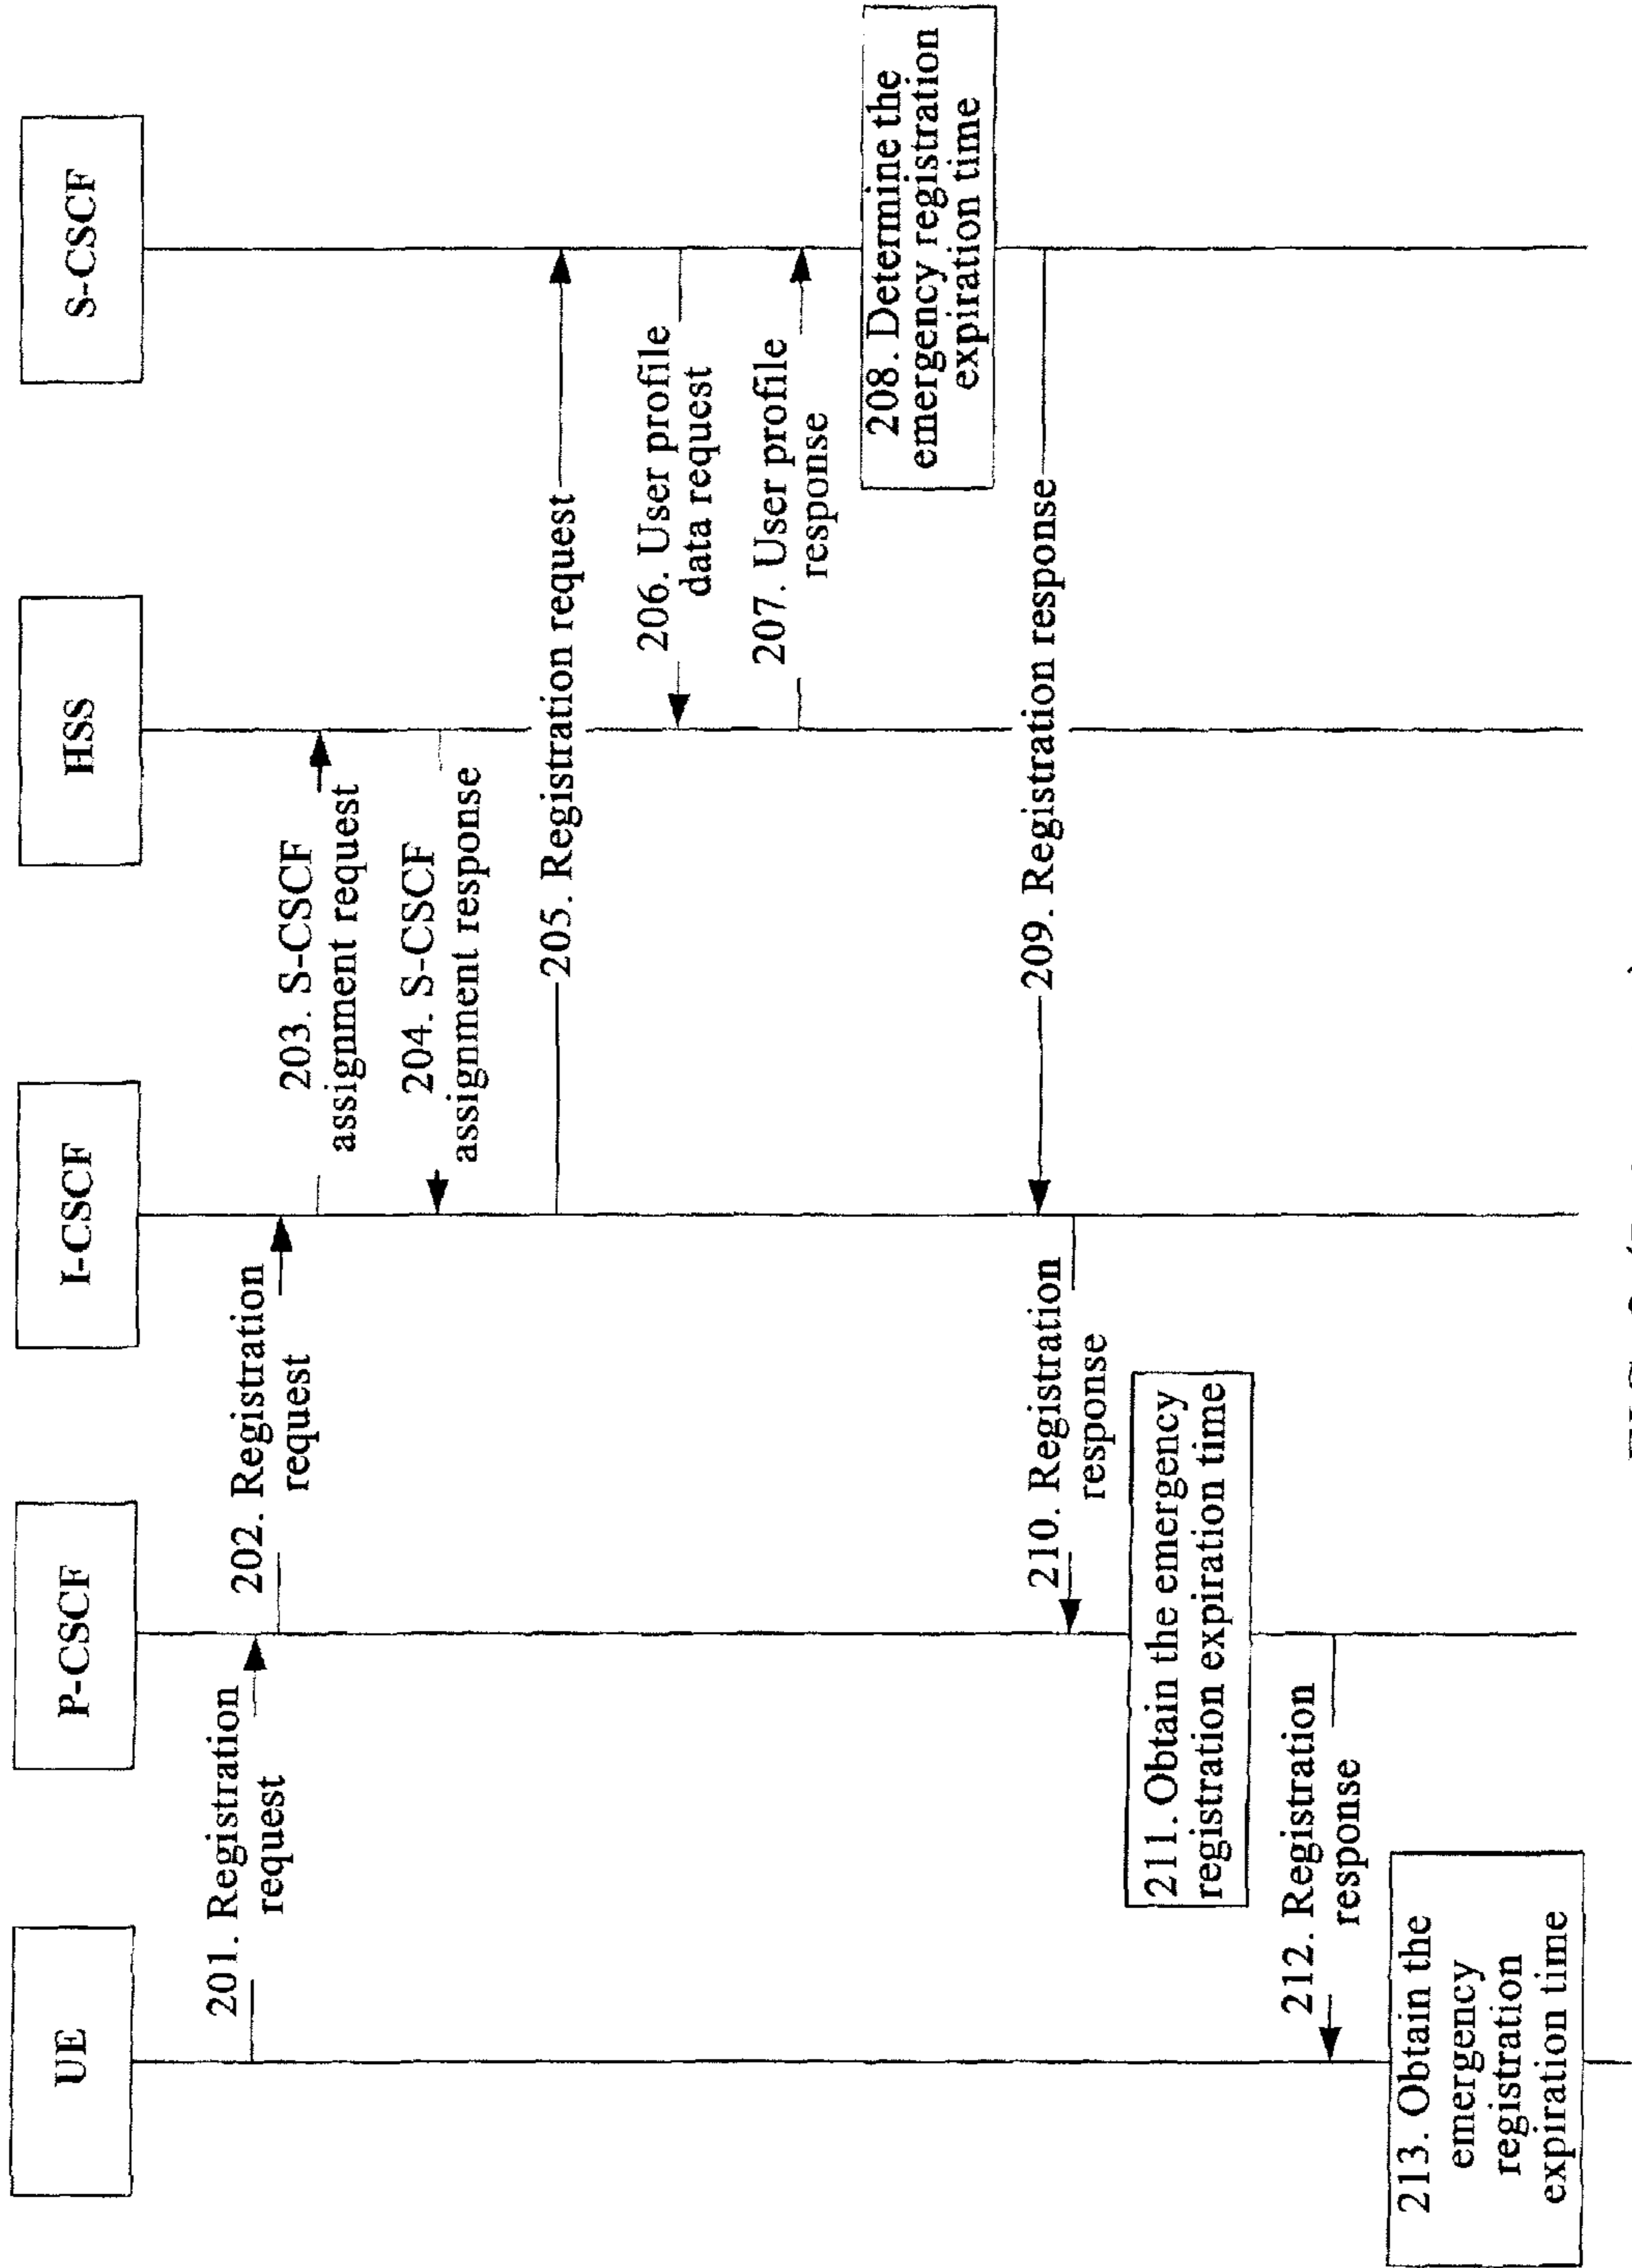 UE
P-CSCF
I-CSCF
HSS
S-CSCF
201. Registration
request
202. Registration
request
203. S-CSCF
assignment request
204. S-CSCF
assignment response
205. Registration request
206. User profile
data request
207. User profile
response
208. Determine the
emergency registration
expiration time
209. Registration response
210. Registration
response
211. Obtain the emergency
registration expiration time
212. Registration
response
213. Obtain the
emergency
registration
expiration time